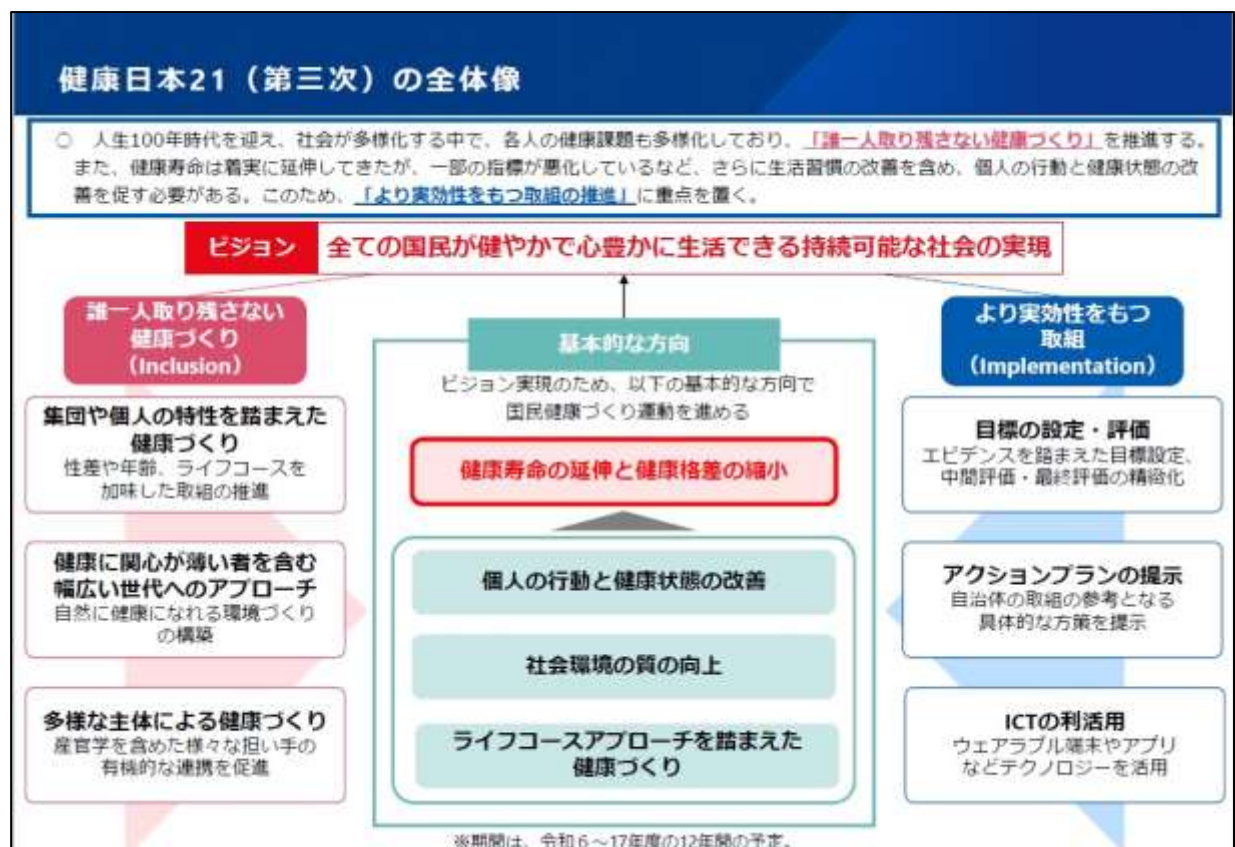 健康日本21（第三次）の全体像
○ 人生100年時代を迎え、社会が多様化する中で、各人の健康課題も多様化しており、「誰一人取り残さない健康づくり」を推進する。
また、健康寿命は着実に延伸してきたが、一部の指標が悪化しているなど、さらに生活習慣の改善を含め、個人の行動と健康状態の改
善を促す必要がある。このため、「より実効性をもつ取組の推進」に重点を置く。
ビジョン 全ての国民が健やかで心豊かに生活できる持続可能な社会の実現
誰一人取り残さない
健康づくり
（Inclusion）
集団や個人の特性を踏まえた
健康づくり
性差や年齢、ライフコースを
加味した取組の推進
健康に関心が薄い者を含む
幅広い世代へのアプローチ
自然に健康になれる環境づくり
の構築
多様な主体による健康づくり
産官学を含めた様々な担い手の
有機的な連携を促進
基本的な方向
ビジョン実現のため、以下の基本的な方向で
国民健康づくり運動を進める
健康寿命の延伸と健康格差の縮小
個人の行動と健康状態の改善
社会環境の質の向上
ライフコースアプローチを踏まえた
健康づくり
※期間は、令和6～17年度の12年間の予定。
より実効性をもつ
取組
（Implementation）
目標の設定・評価
エビデンスを踏まえた目標設定、
中間評価・最終評価の精緻化
アクションプランの提示
自治体の取組の参考となる
具体的な方策を提示
ICTの利活用
ウェアラブル端末やアプリ
などテクノロジーを活用